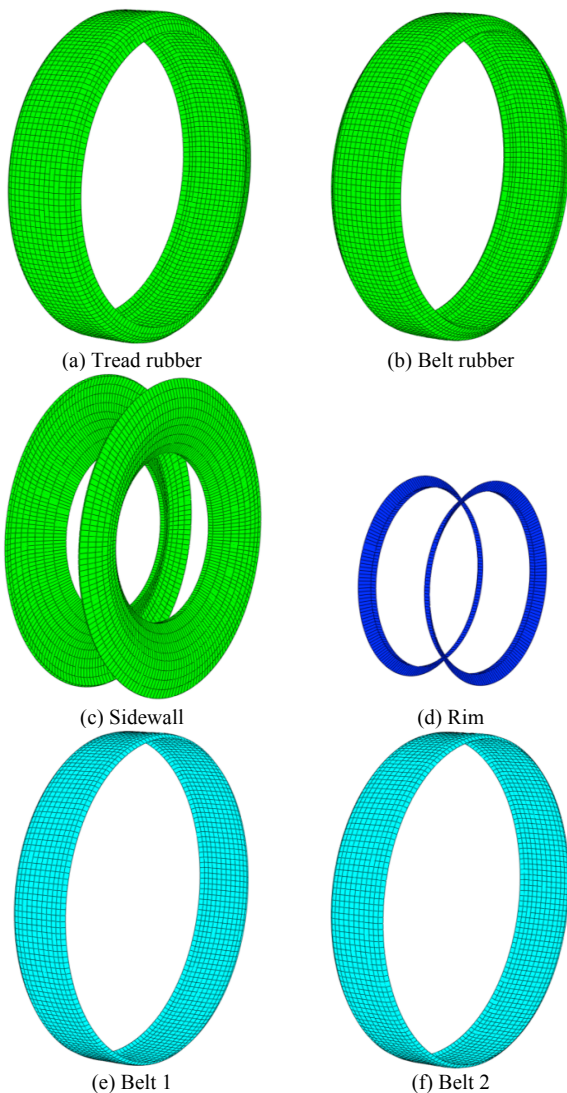 (a) Tread rubber
(b) Belt rubber
(c) Sidewall
(d) Rim
(e) Belt 1
(f) Belt 2